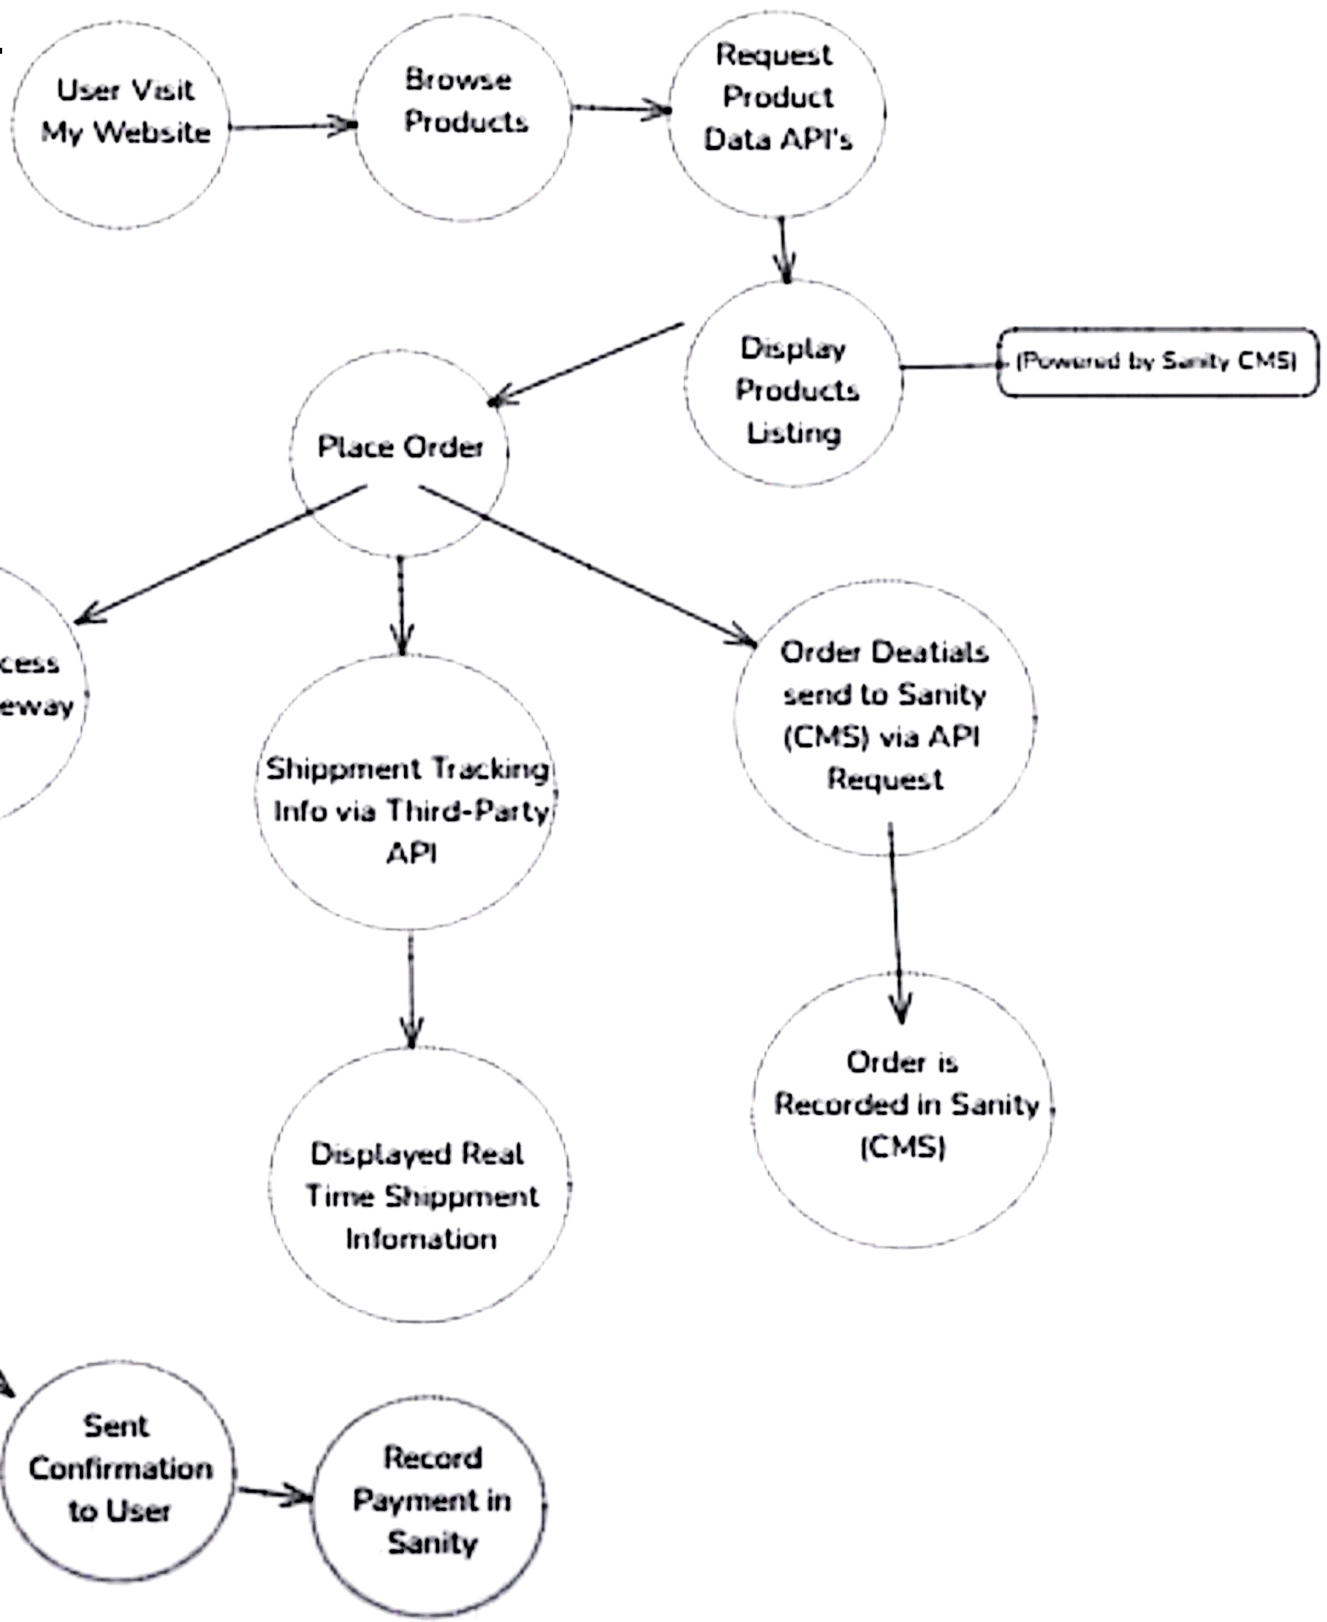 User Visit
My Website
Browse
Products
Request
Product
Data API's
Display
Products
Listing
(Powered by Sanity CMS)
Place Order
cess
eway
Shippment Tracking
Info via Third-Party
API
Order Deatials
send to Sanity
(CMS) via API
Request
Displayed Real
Time Shippment
Infomation
Order is
Recorded in Sanity
(CMS)
Sent
Confirmation
to User
Record
Payment in
Sanity